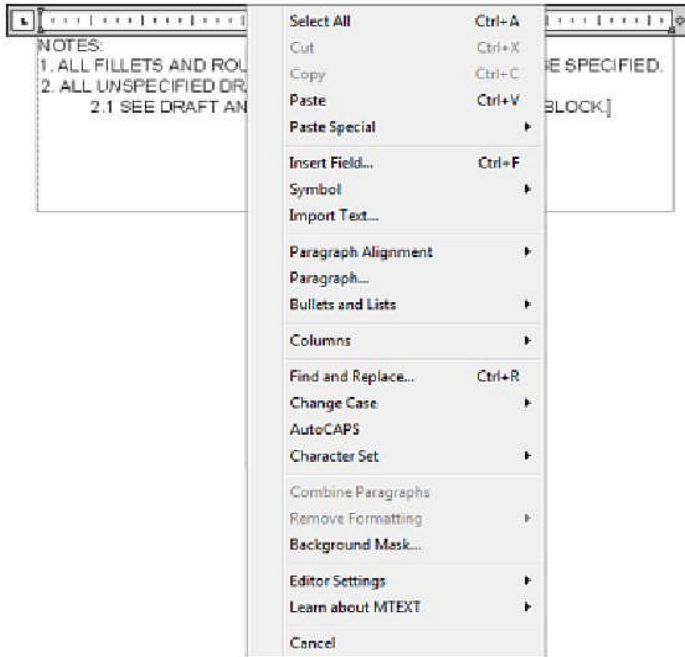 NOTES:
1. ALL FILLETS AND ROU
E SPECIFIED.
2. ALL UNSPECIFIED DR
2.1 SEE DRAFT AN
BLOCK.
Select All Ctrl+A
Cut Ctrl+X
Copy Ctrl+C
Paste Ctrl+V
Paste Special
Insert Field... Ctrl+F
Symbol
Import Text...
Paragraph Alignment
Paragraph...
Bullets and Lists
Columns
Find and Replace... Ctrl+R
Change Case
AutoCAPS
Character Set
Combine Paragraphs
Remove Formatting
Background Mask...
Editor Settings
Learn about MTEXT
Cancel